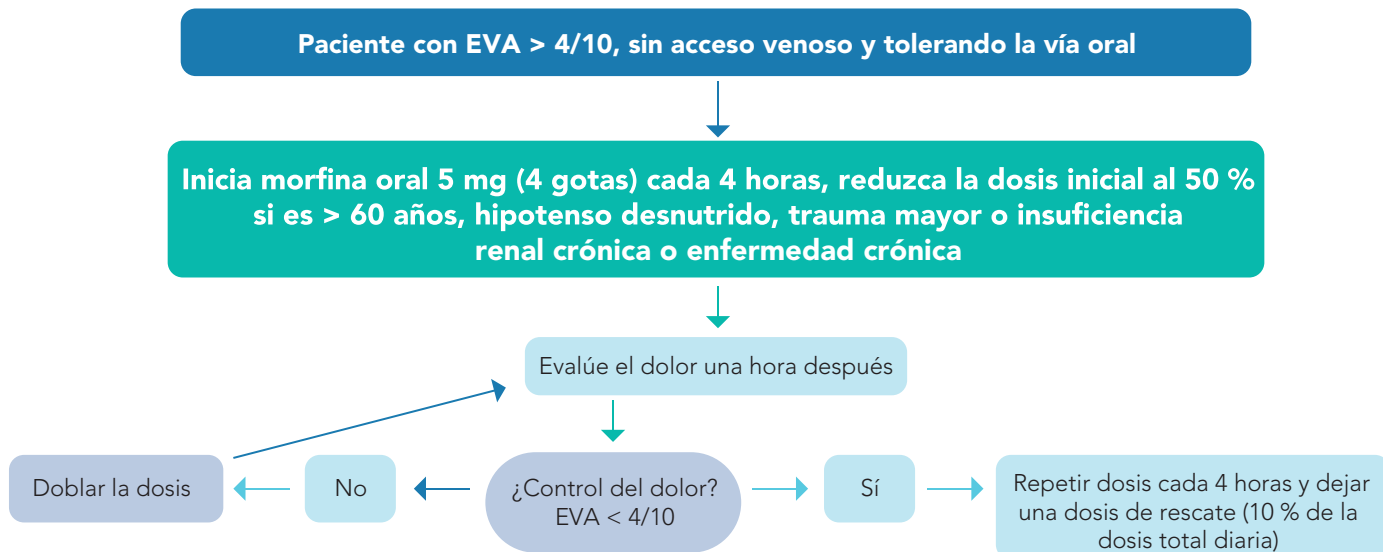 Paciente con EVA > 4/10, sin acceso venoso y tolerando la vía oral
Inicia morfina oral 5 mg (4 gotas) cada 4 horas, reduzca la dosis inicial al 50 %
si es > 60 años, hipotenso desnutrido, trauma mayor o insuficiencia
renal crónica o enfermedad crónica
Evalúe el dolor una hora después
Doblar la dosis
No
¿Control del dolor?
EVA < 4/10
Sí
Repetir dosis cada 4 horas y dejar
una dosis de rescate (10 % de la
dosis total diaria)